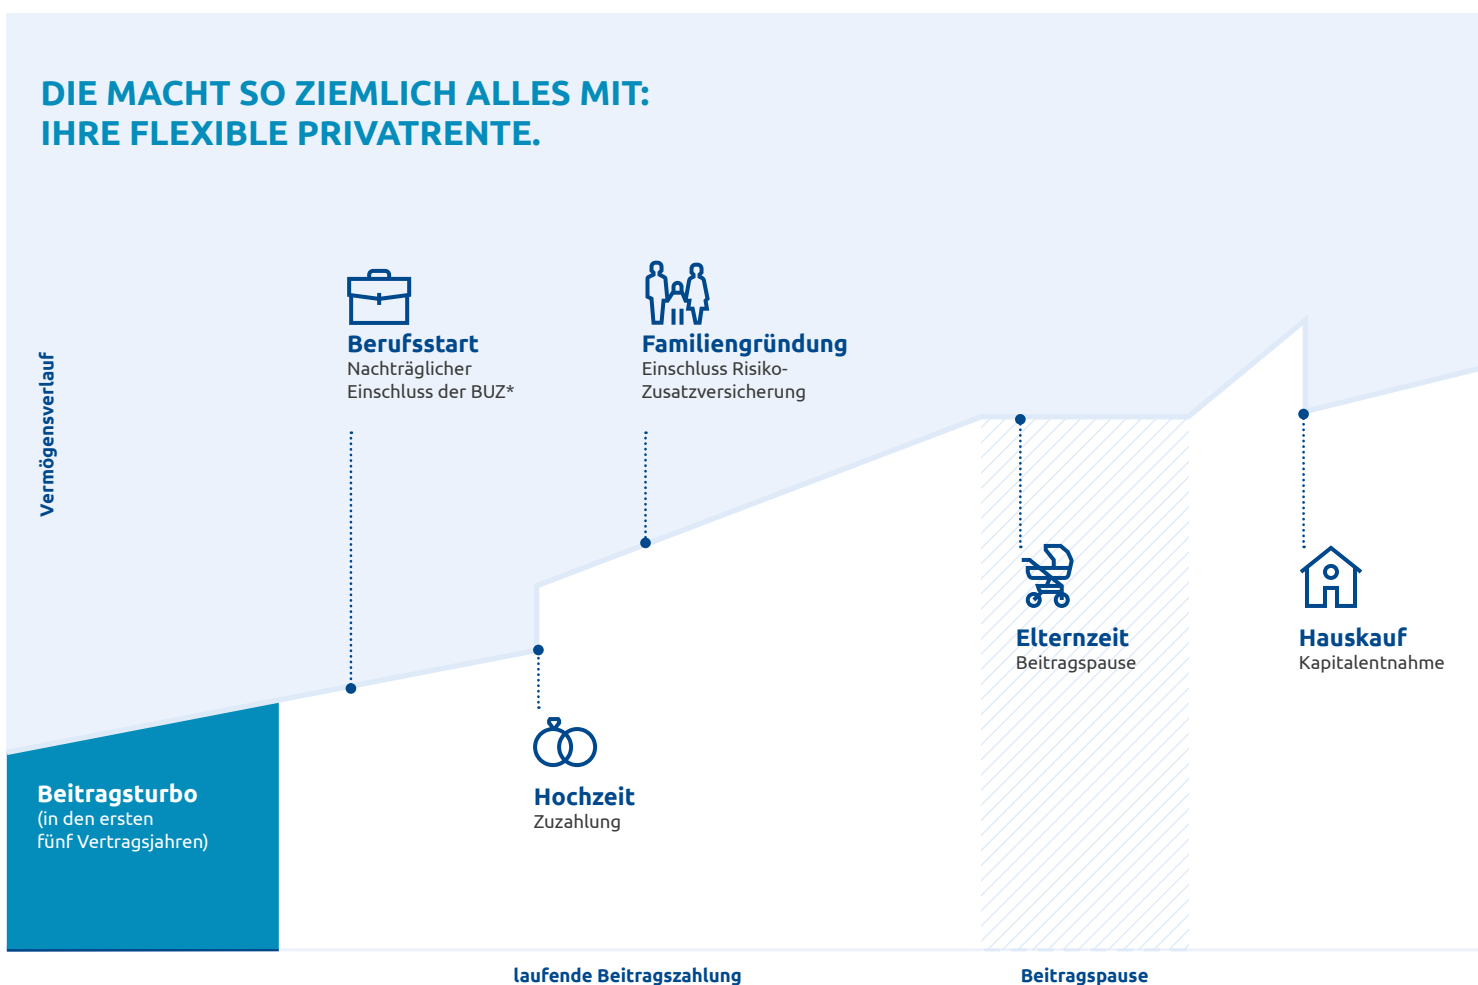 DIE MACHT SO ZIEMLICH ALLES MIT:
IHRE FLEXIBLE PRIVATRENTE.
Vermögensverlauf
Berufsstart
Nachträglicher
Einschluss der BUZ*
Familiengründung
Einschluss Risiko-
Zusatzversicherung
Elternzeit
Beitragspause
Hauskauf
Kapitalentnahme
Beitragsturbo
(in den ersten
fünf Vertragsjahren)
Hochzeit
Zuzahlung
laufende Beitragszahlung
Beitragspause